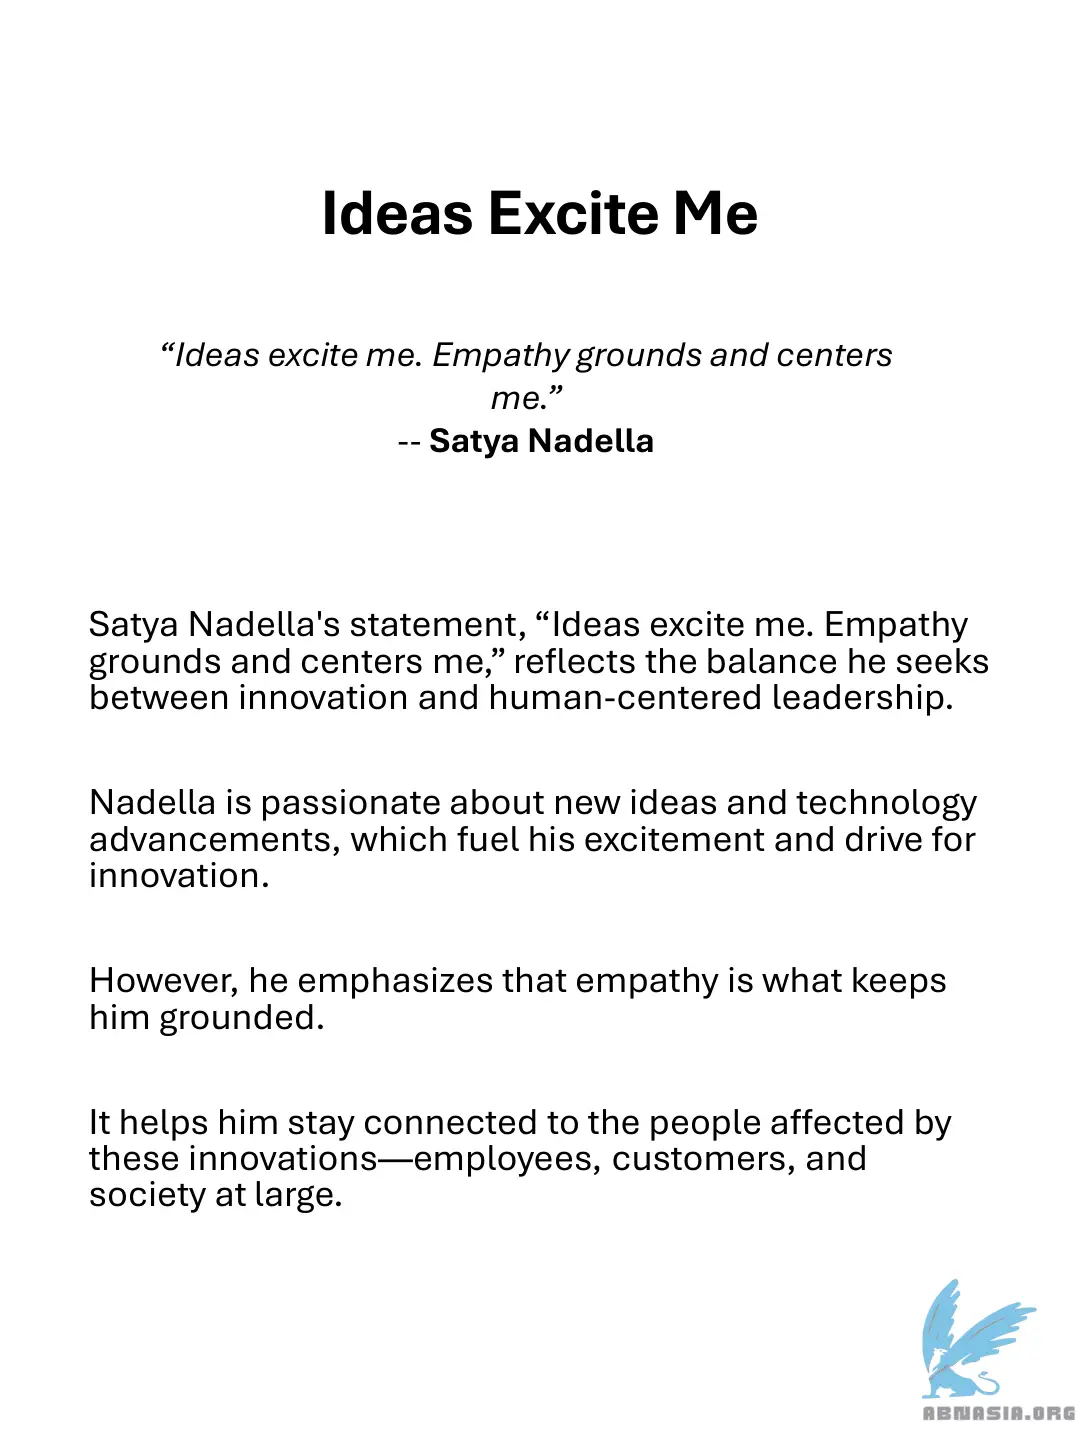 Ideas Excite Me
“Ideas excite me. Empathy grounds and centers
me.”
-- Satya Nadella
Satya Nadella's statement, “Ideas excite me. Empathy
grounds and centers me,” reflects the balance he seeks
between innovation and human-centered leadership.
Nadella is passionate about new ideas and technology
advancements, which fuel his excitement and drive for
innovation.
However, he emphasizes that empathy is what keeps
him grounded.
It helps him stay connected to the people affected by
these innovations—employees, customers, and
society at large.
ABNASIA.ORG